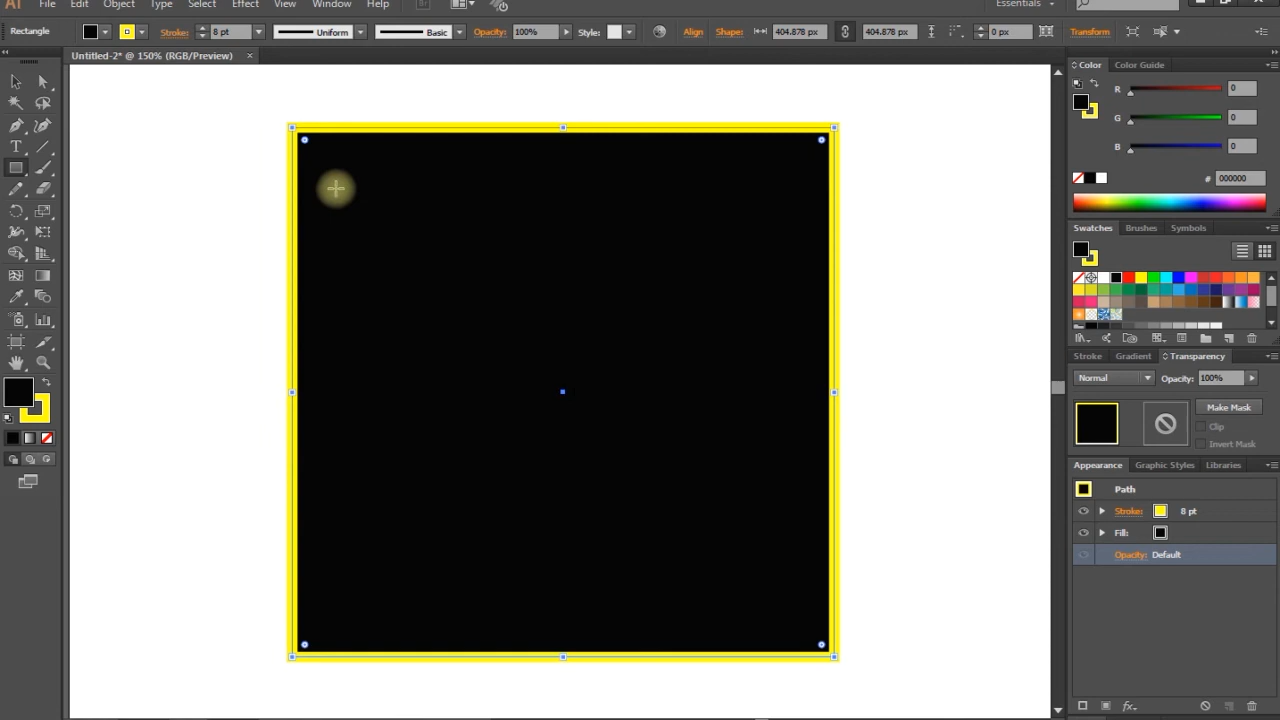 Ai File Edit Object Type Select Effect View Window Help Br Essentials
Rectangle Stroke: 8 pt Uniform Basic Opacity: 100% Style: Align Shape: 404.878 px 404.878 px 0 px Transform
Untitled-2* @ 150% (RGB/Preview) ×
Color Color Guide
R 0
G 0
B 0
# 000000
Swatches Brushes Symbols
Stroke Gradient Transparency
Normal Opacity: 100%
Make Mask
Clip
Invert Mask
Appearance Graphic Styles Libraries
Path
Stroke: 8 pt
Fill:
Opacity: Default
fx